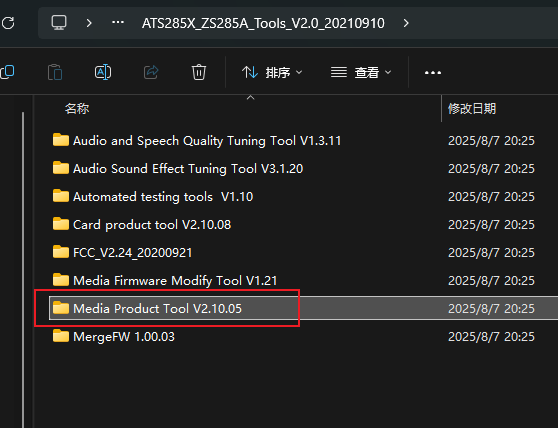 ATS285X_ZS285A_Tools_V2.0_20210910
排序 查看
名称 修改日期
Audio and Speech Quality Tuning Tool V1.3.11 2025/8/7 20:25
Audio Sound Effect Tuning Tool V3.1.20 2025/8/7 20:25
Automated testing tools  V1.10 2025/8/7 20:25
Card product tool V2.10.08 2025/8/7 20:25
FCC_V2.24_20200921 2025/8/7 20:25
Media Firmware Modify Tool V1.21 2025/8/7 20:25
Media Product Tool V2.10.05 2025/8/7 20:25
MergeFW 1.00.03 2025/8/7 20:25